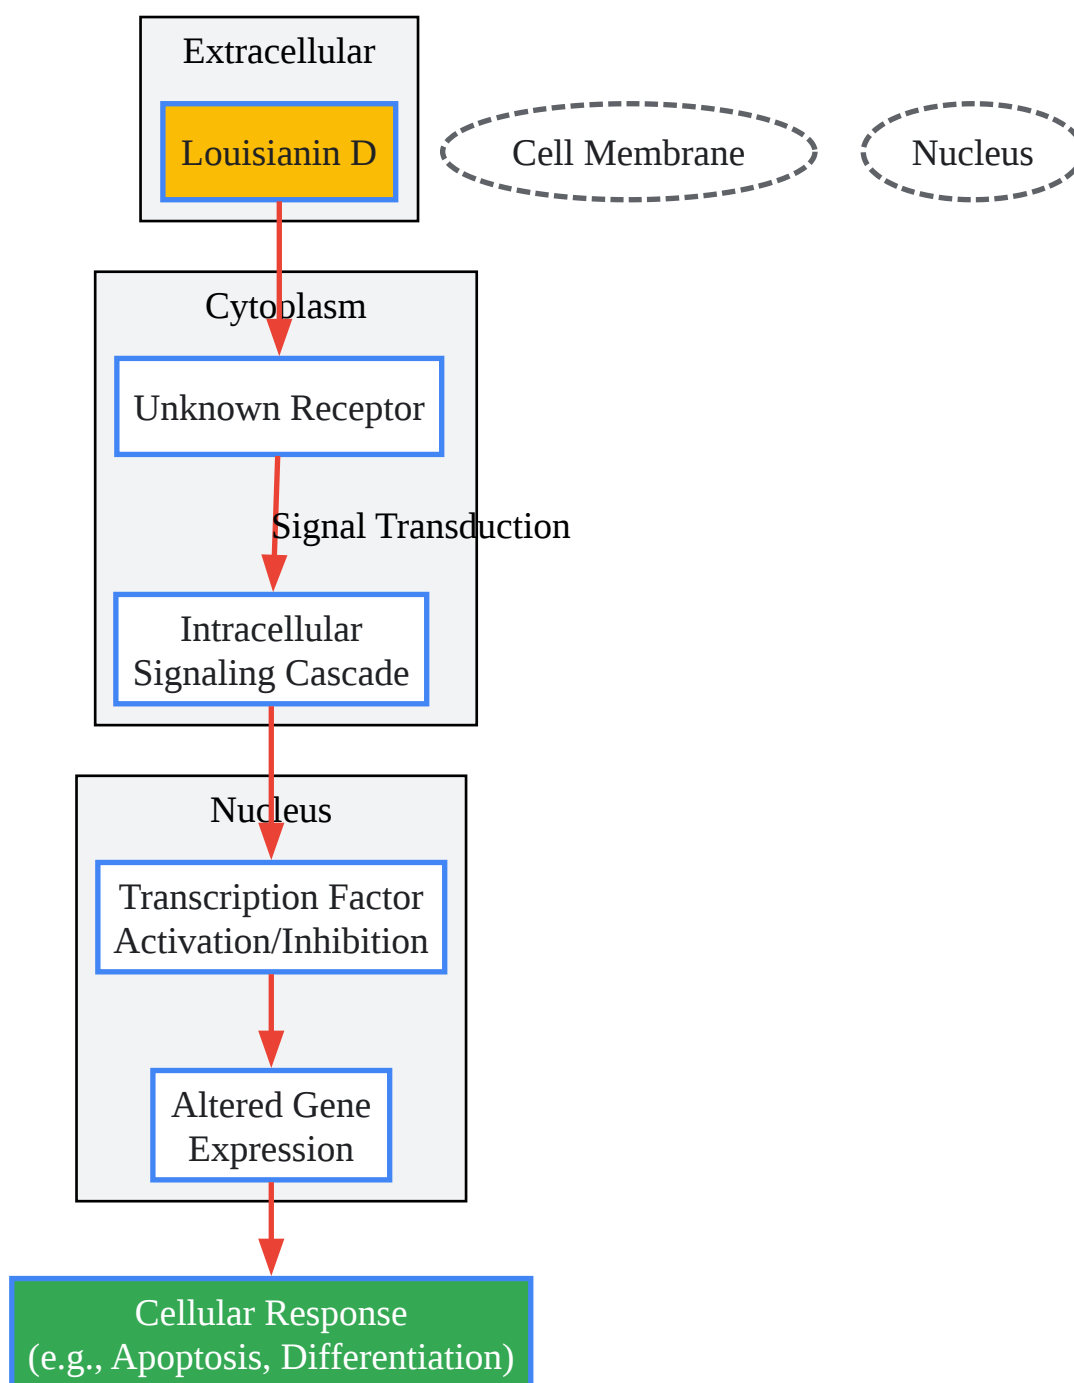 Extracellular
Louisianin D
Cell Membrane
Nucleus
Cytoplasm
Unknown Receptor
Signal Transduction
Intracellular
Signaling Cascade
Nucleus
Transcription Factor
Activation/Inhibition
Altered Gene
Expression
Cellular Response
(e.g., Apoptosis, Differentiation)